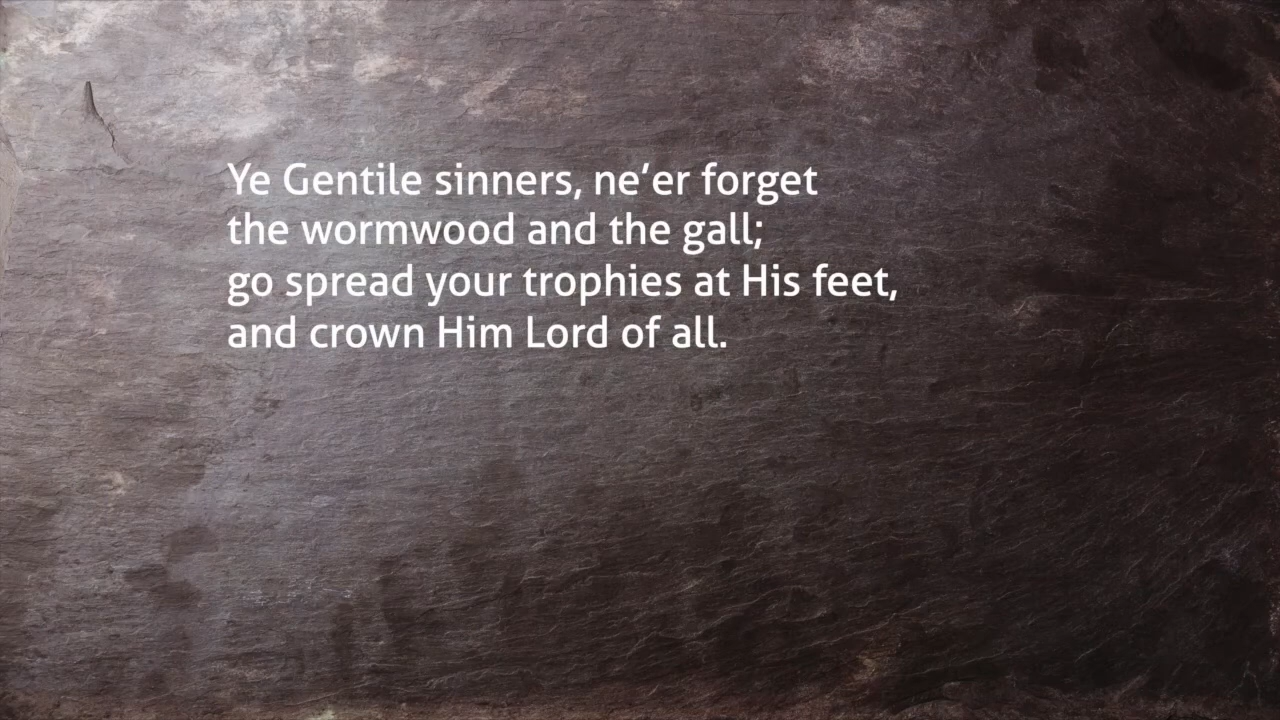 Ye Gentile sinners, ne’er forget
the wormwood and the gall;
go spread your trophies at His feet,
and crown Him Lord of all.